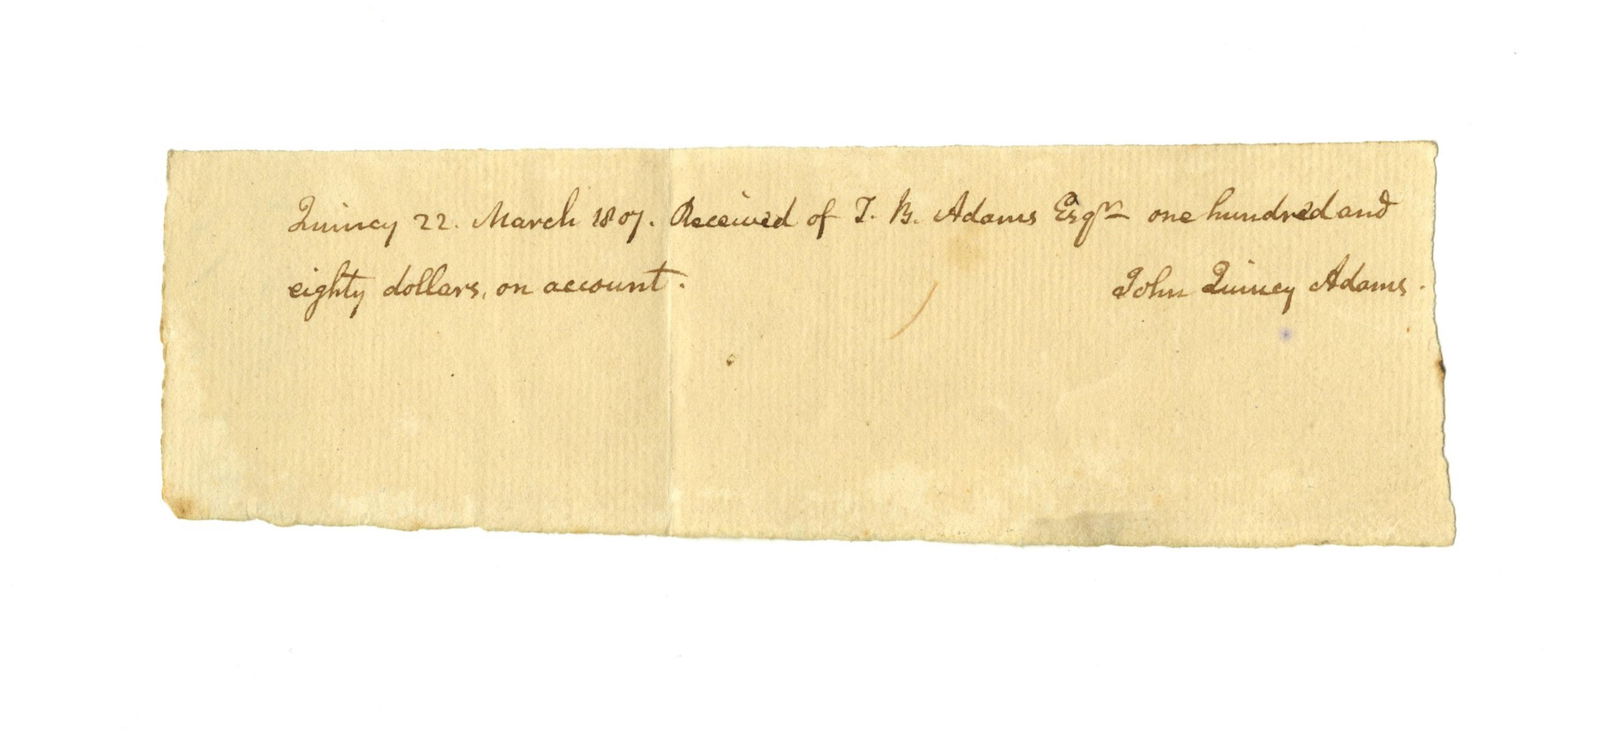 Quincy 22. March 1807. Received of T. B. Adams Esqr. one hundred and
eighty dollars, on account.
John Quincy Adams.